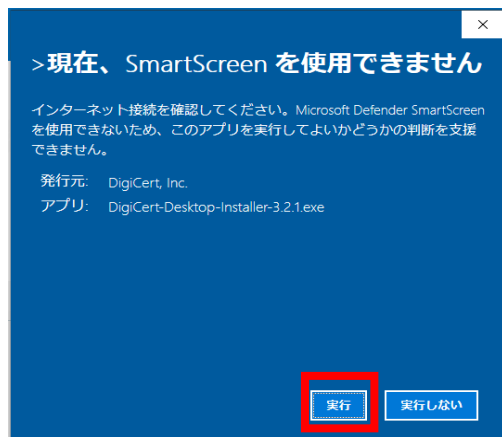 >現在、SmartScreen を使用できません
インターネット接続を確認してください。Microsoft Defender SmartScreen
を使用できないため、このアプリを実行してよいかどうかの判断を支援
できません。
発行元: DigiCert, Inc.
アプリ: DigiCert-Desktop-Installer-3.2.1.exe
実行 実行しない